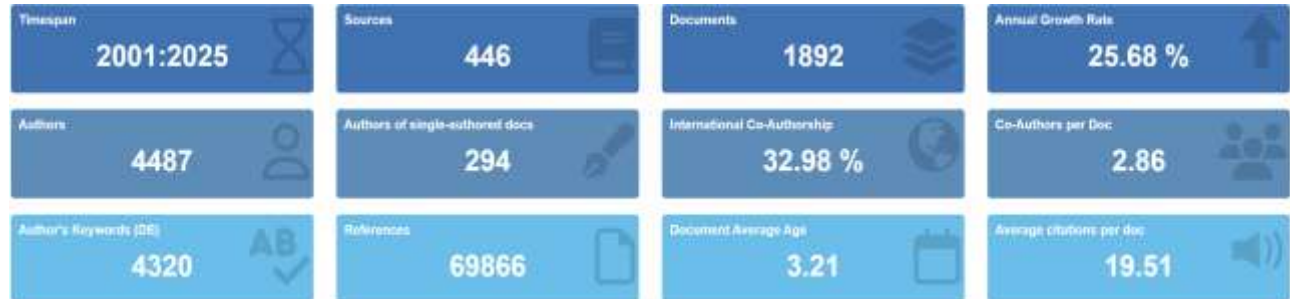 Timespan
2001:2025
Sources
446
Documents
1892
Annual Growth Rate
25.68 %
Authors
4487
Authors of single-authored docs
294
International Co-Authorship
32.98 %
Co-Authors per Doc
2.86
Author's Keywords (DE)
4320
AB
References
69866
Document Average Age
3.21
Average citations per doc
19.51